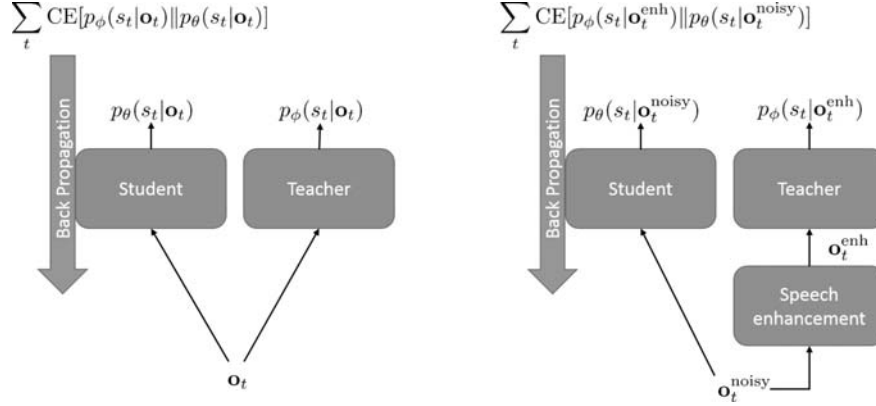 ∑_t CE[p_ϕ(s_t|𝐨_t)‖p_θ(s_t|𝐨_t)]
Back Propagation
p_θ(s_t|𝐨_t)
p_ϕ(s_t|𝐨_t)
Student
Teacher
𝐨_t
∑_t CE[p_ϕ(s_t|𝐨_t^enh)‖p_θ(s_t|𝐨_t^noisy)]
Back Propagation
p_θ(s_t|𝐨_t^noisy)
p_ϕ(s_t|𝐨_t^enh)
Student
Teacher
𝐨_t^enh
Speech
enhancement
𝐨_t^noisy